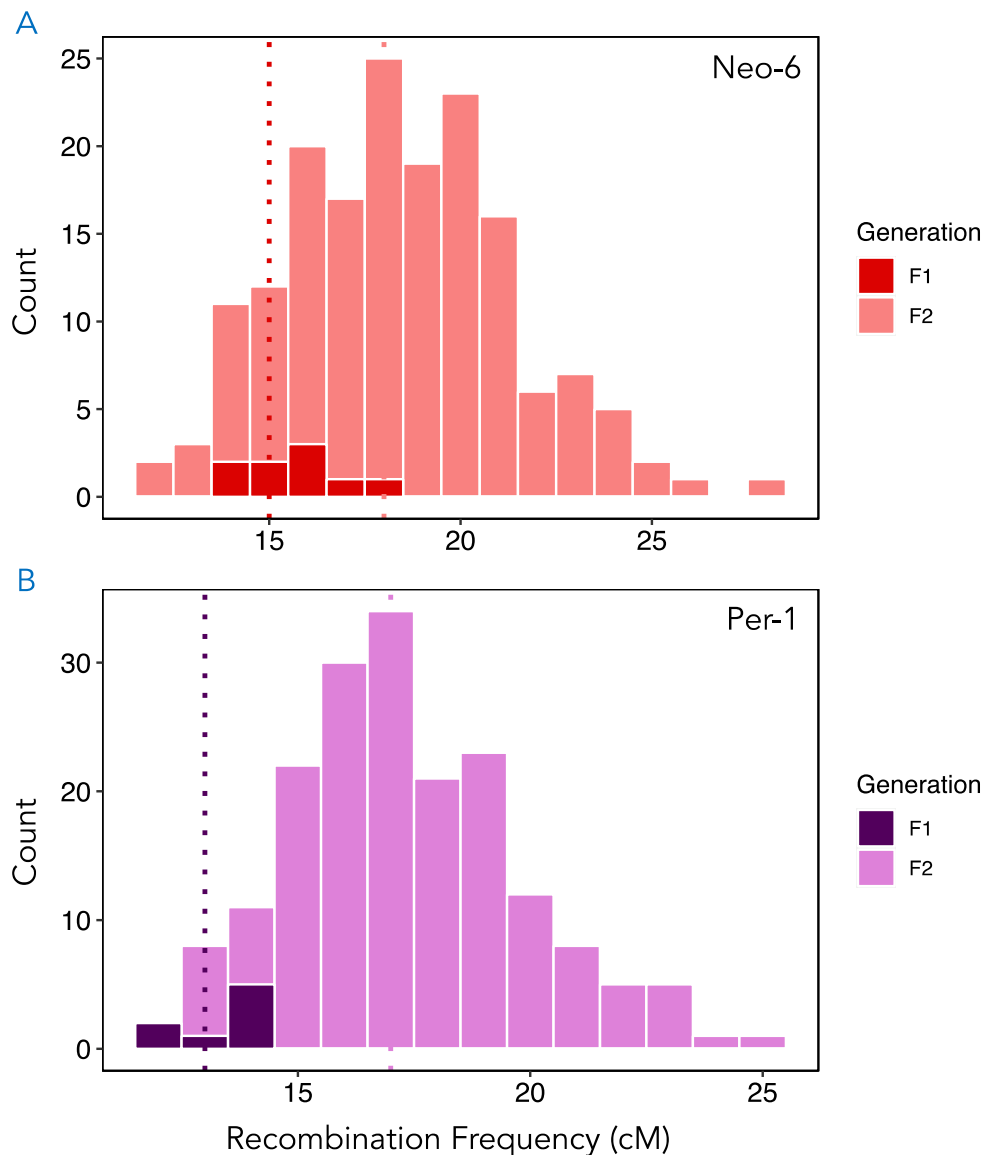 A
Neo-6
25
20
15
10
5
0
Count
15
20
25
Generation
F1
F2
B
Per-1
30
20
10
0
Count
15
20
25
Recombination Frequency (cM)
Generation
F1
F2